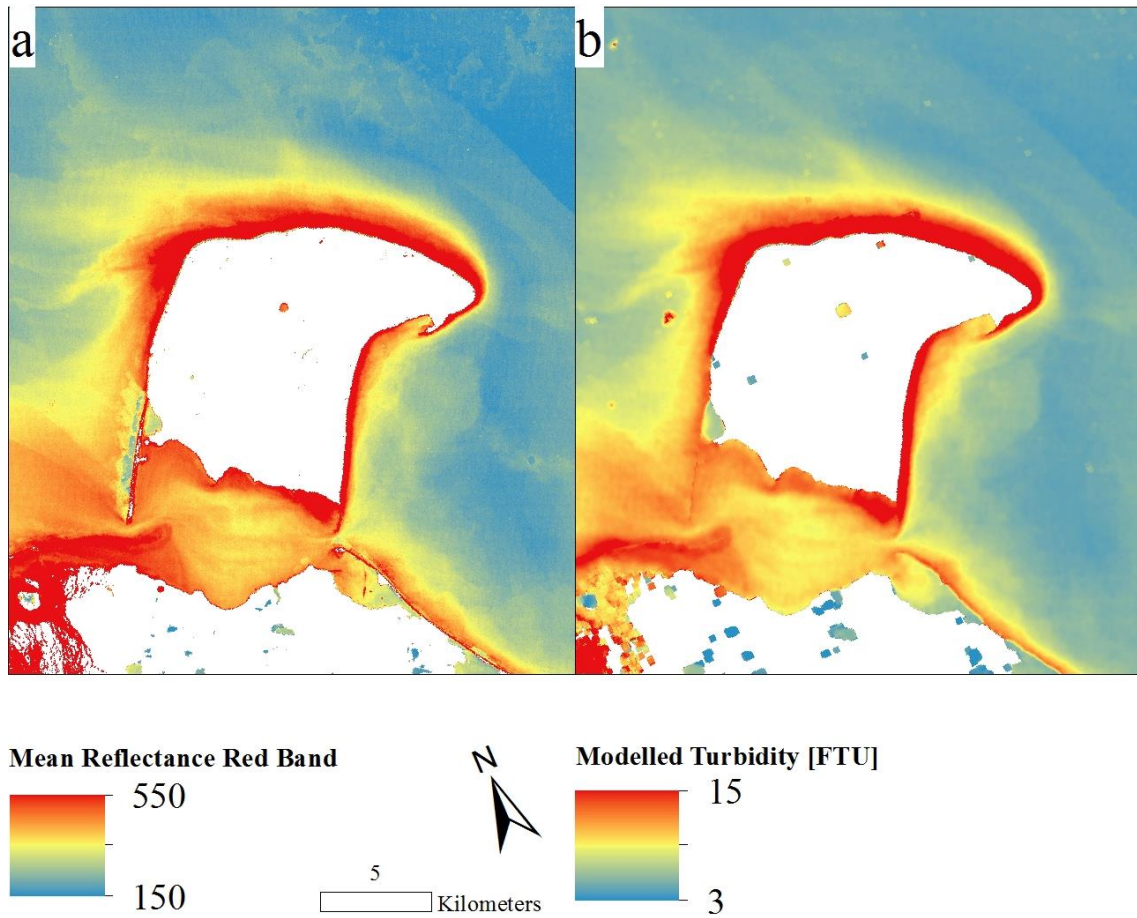 a
b
Mean Reflectance Red Band
550
150
N
5
Kilometers
Modelled Turbidity [FTU]
15
3